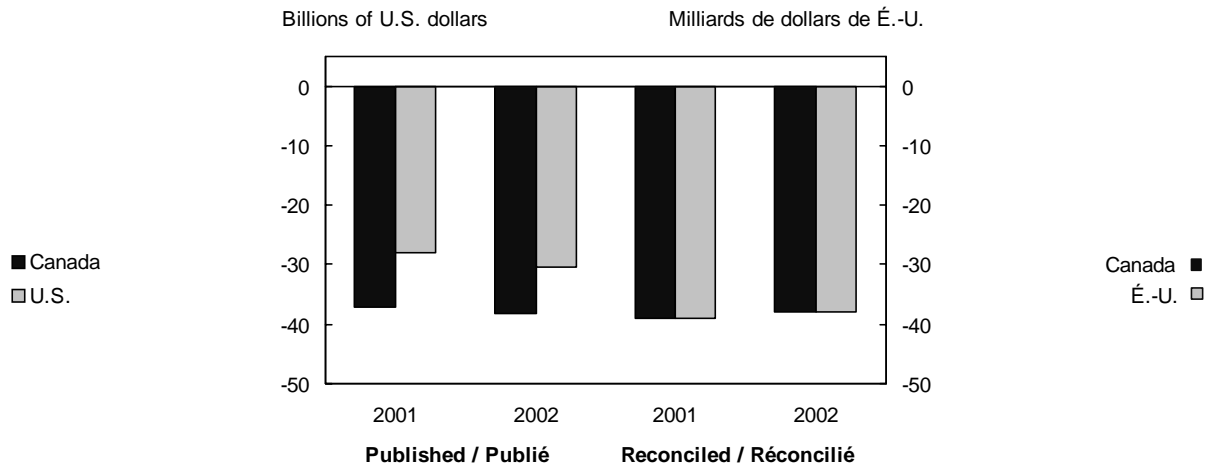 Billions of U.S. dollars Milliards de dollars de É.-U.
0 0
-10 -10
-20 -20
-30 -30
-40 -40
-50 -50
Canada
U.S.
Canada
É.-U.
2001 2002 2001 2002
Published / Publié Reconciled / Réconcilié